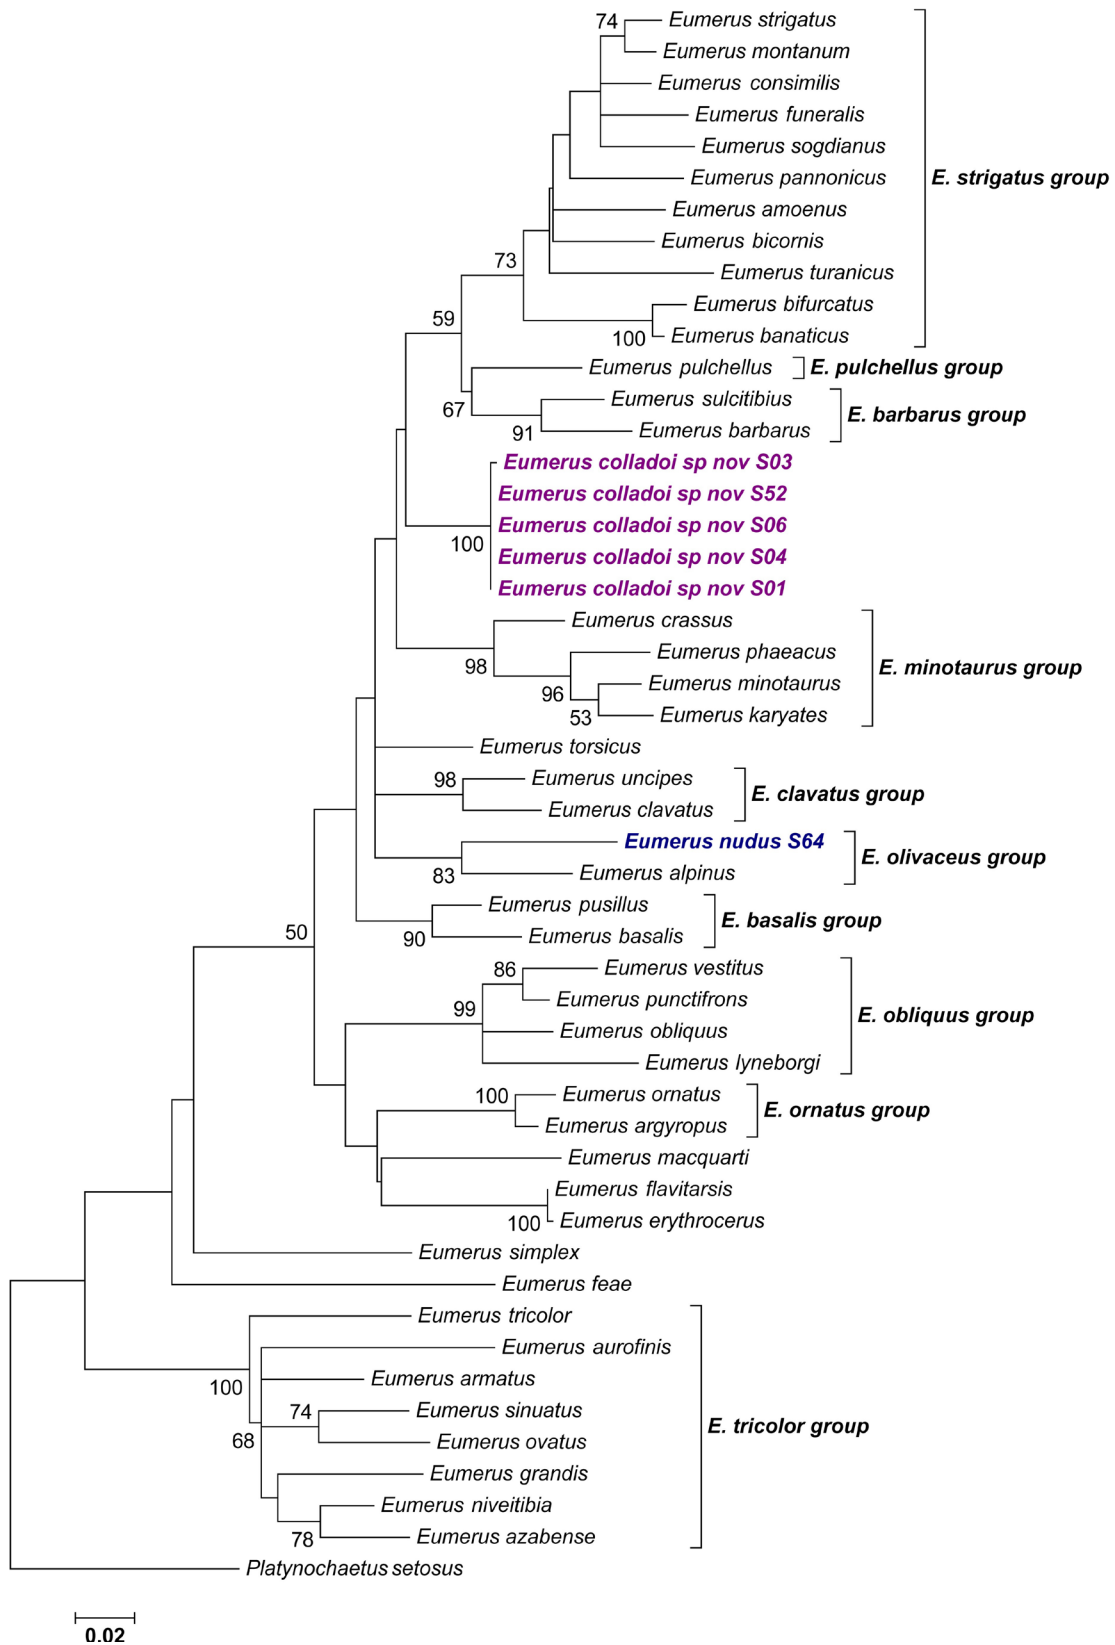 74
Eumerus strigatus
Eumerus montanum
Eumerus consimilis
Eumerus funeralis
Eumerus sogdianus
Eumerus pannonicus
E. strigatus group
Eumerus amoenus
Eumerus bicornis
73
Eumerus turanicus
Eumerus bifurcatus
59
100
Eumerus banaticus
Eumerus pulchellus
E. pulchellus group
Eumerus sulcitibius
67
E. barbarus group
91
Eumerus barbarus
Eumerus colladoi sp nov S03
Eumerus colladoi sp nov S52
Eumerus colladoi sp nov S06
100
Eumerus colladoi sp nov S04
Eumerus colladoi sp nov S01
Eumerus crassus
Eumerus phaeacus
98
E. minotaurus group
Eumerus minotaurus
96
53
Eumerus karyates
Eumerus torsicus
98
Eumerus uncipes
E. clavatus group
Eumerus clavatus
Eumerus nudus S64
E. olivaceus group
83
Eumerus alpinus
Eumerus pusillus
E. basalis group
50
90
Eumerus basalis
86
Eumerus vestitus
Eumerus punctifrons
99
E. obliquus group
Eumerus obliquus
Eumerus lyneborgi
100
Eumerus ornatus
E. ornatus group
Eumerus argyropus
Eumerus macquarti
Eumerus flavitarsis
100
Eumerus erythrocerus
Eumerus simplex
Eumerus feae
Eumerus tricolor
Eumerus aurofinis
100
Eumerus armatus
74
Eumerus sinuatus
E. tricolor group
68
Eumerus ovatus
Eumerus grandis
Eumerus niveitibia
78
Eumerus azabense
Platynochaetus setosus
0.02